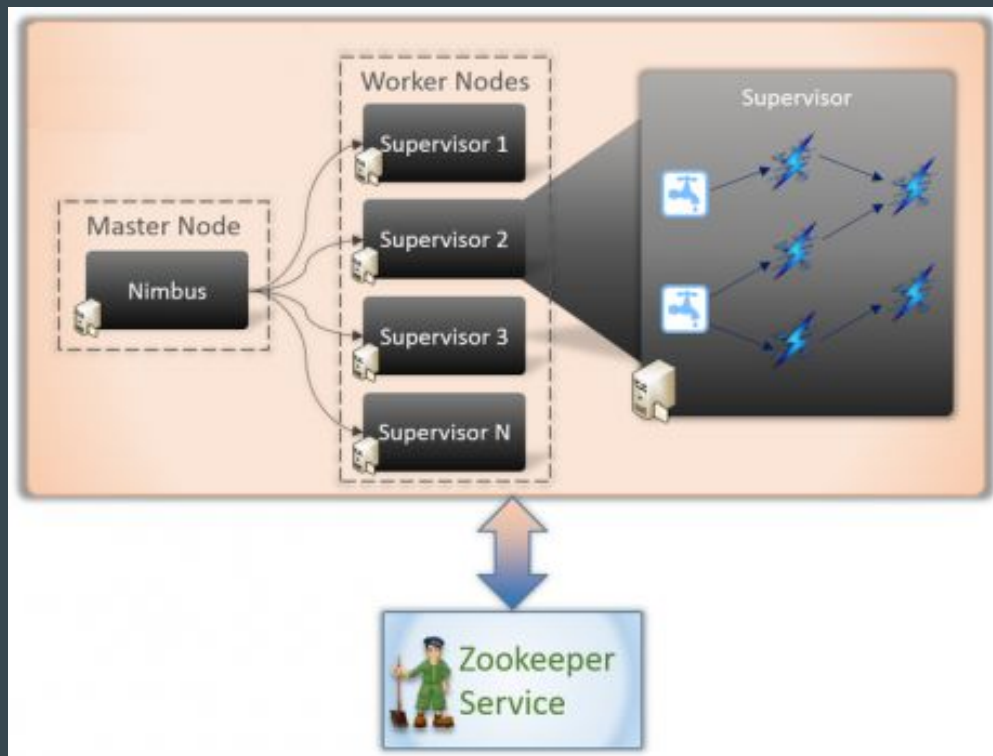 Master Node
Nimbus
Worker Nodes
Supervisor 1
Supervisor 2
Supervisor 3
Supervisor N
Supervisor
Zookeeper
Service